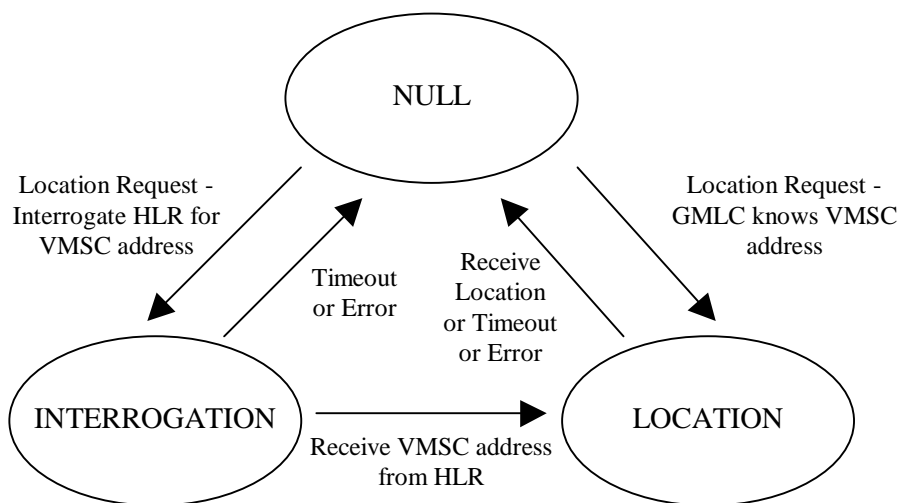 NULL
Location Request -
Interrogate HLR for
VMSC address
Location Request -
GMLC knows VMSC
address
Timeout
or Error
Receive
Location
or Timeout
or Error
INTERROGATION
LOCATION
Receive VMSC address
from HLR